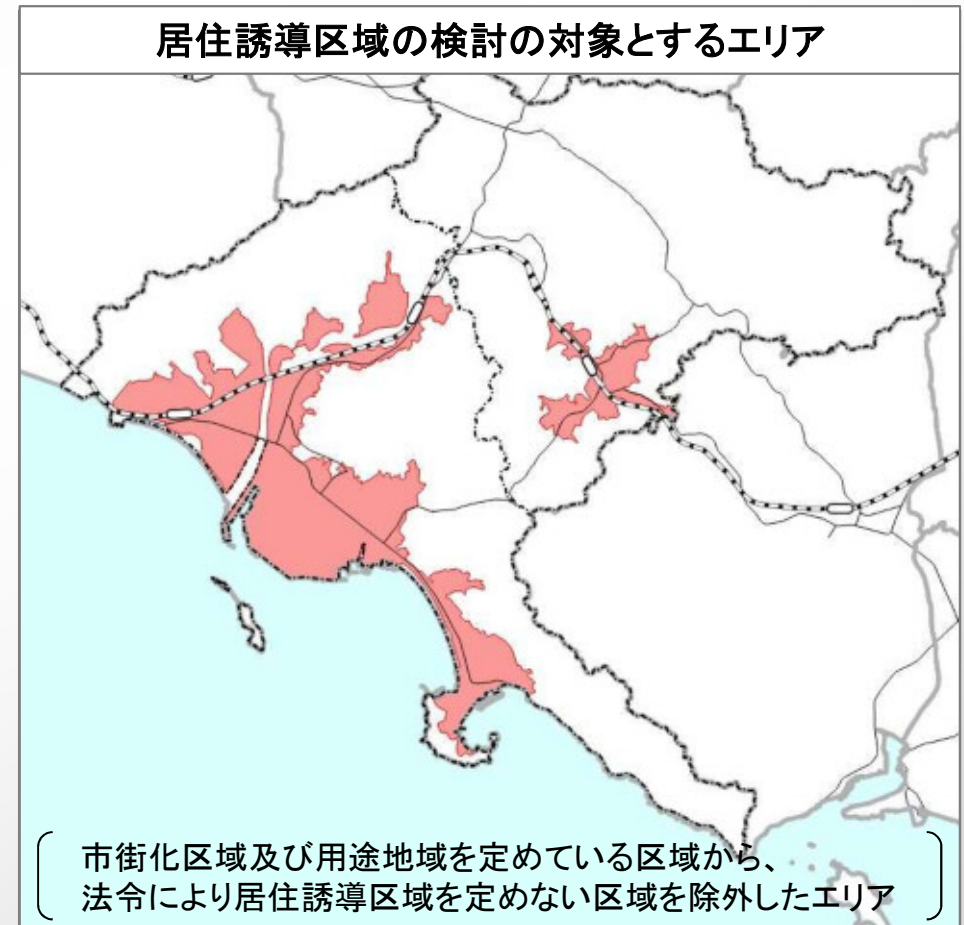 居住誘導区域の検討の対象とするエリア
市街化区域及び用途地域を定めている区域から、
法令により居住誘導区域を定めない区域を除外したエリア